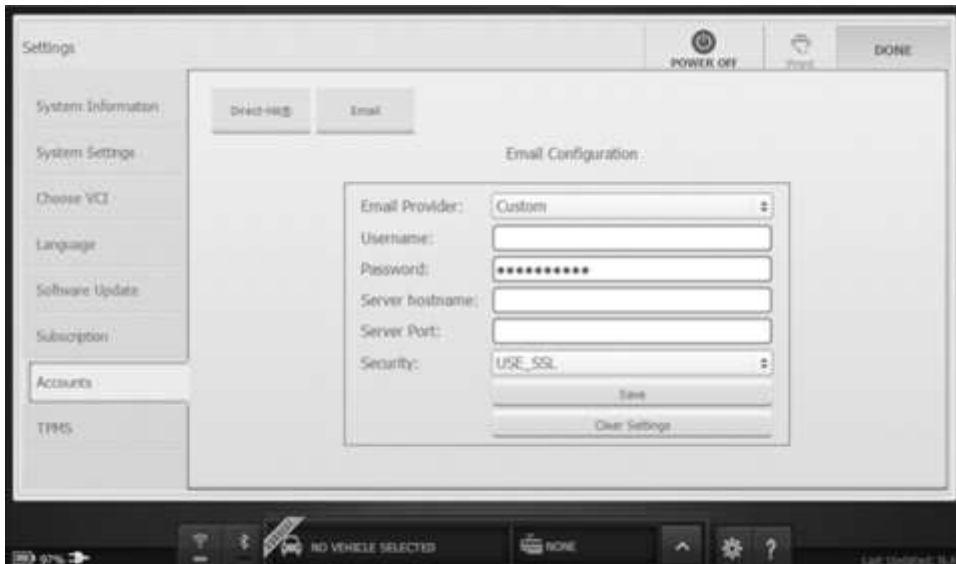 Settings
POWER OFF
Print
DONE
System Information
System Settings
Choose VCI
Language
Software Update
Subscription
Accounts
TPMS
Email
Email Configuration
Email Provider: Custom
Username:
Password: ••••••••••
Server hostname:
Server Port:
Security: USE_SSL
Save
Clear Settings
97%
NO VEHICLE SELECTED
NONE
?
Last Updated: